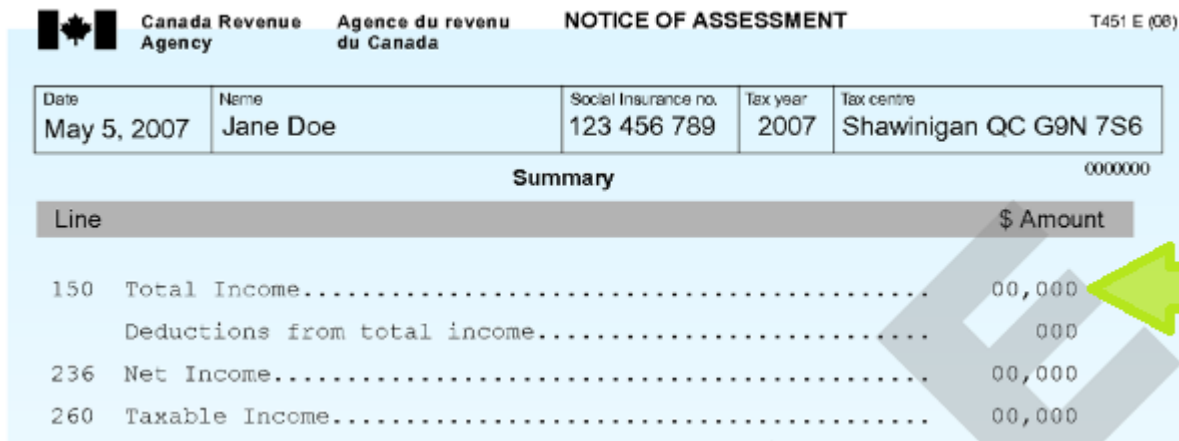 Canada Revenue Agency Agence du revenu du Canada NOTICE OF ASSESSMENT T451 E (08)
Date Name Social Insurance no. Tax year Tax centre
May 5, 2007 Jane Doe 123 456 789 2007 Shawinigan QC G9N 7S6
Summary 0000000
Line $ Amount
150 Total Income............................................ 00,000
Deductions from total income........................... 000
236 Net Income.............................................. 00,000
260 Taxable Income.......................................... 00,000
E